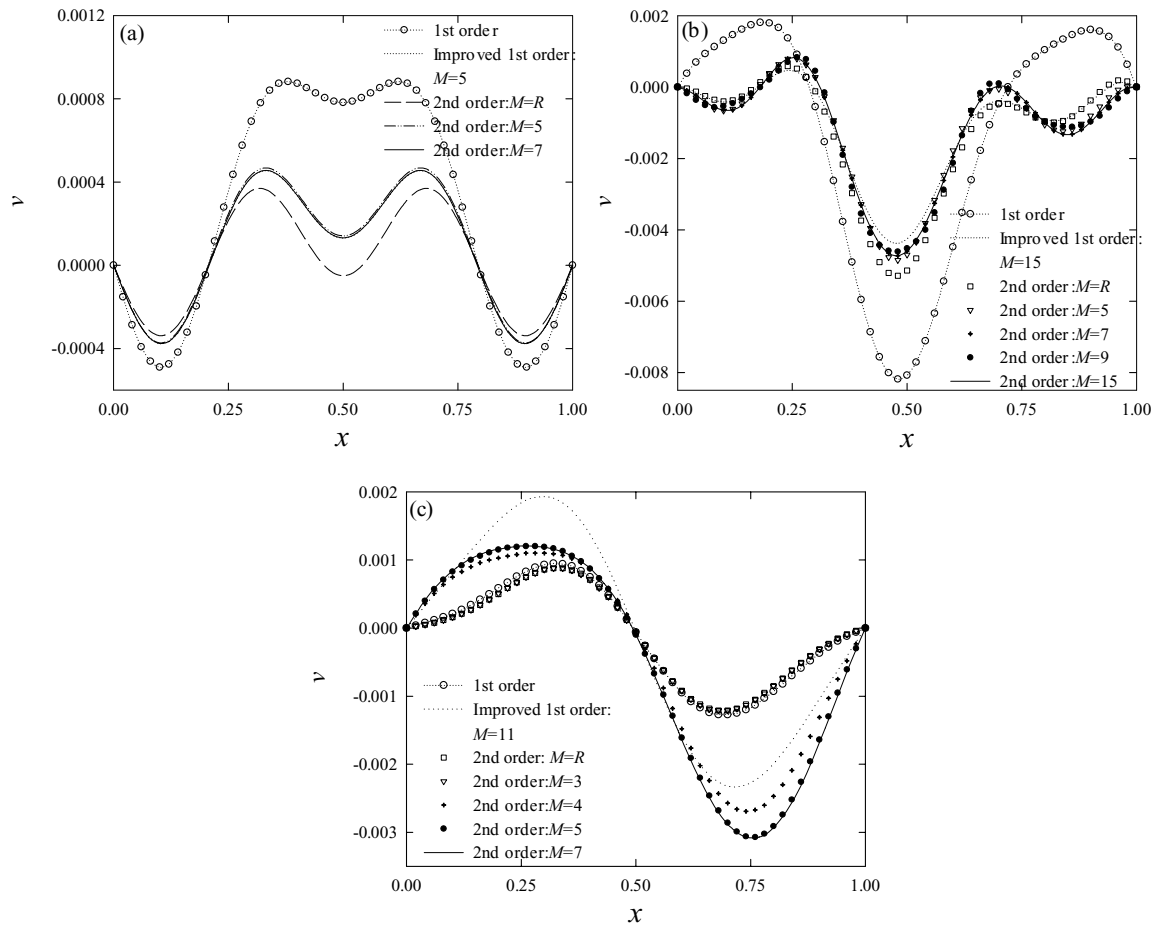 (a)
0.0012
0.0008
0.0004
0.0000
-0.0004
v
0.00
0.25
0.50
0.75
1.00
x
1st order
Improved 1st order:
M=5
2nd order:M=R
2nd order:M=5
2nd order:M=7
(b)
0.002
0.000
-0.002
-0.004
-0.006
-0.008
v
0.00
0.25
0.50
0.75
1.00
x
1st order
Improved 1st order:
M=15
2nd order:M=R
2nd order:M=5
2nd order:M=7
2nd order:M=9
2nd order:M=15
(c)
0.002
0.001
0.000
-0.001
-0.002
-0.003
v
0.00
0.25
0.50
0.75
1.00
x
1st order
Improved 1st order:
M=11
2nd order: M=R
2nd order:M=3
2nd order:M=4
2nd order:M=5
2nd order:M=7